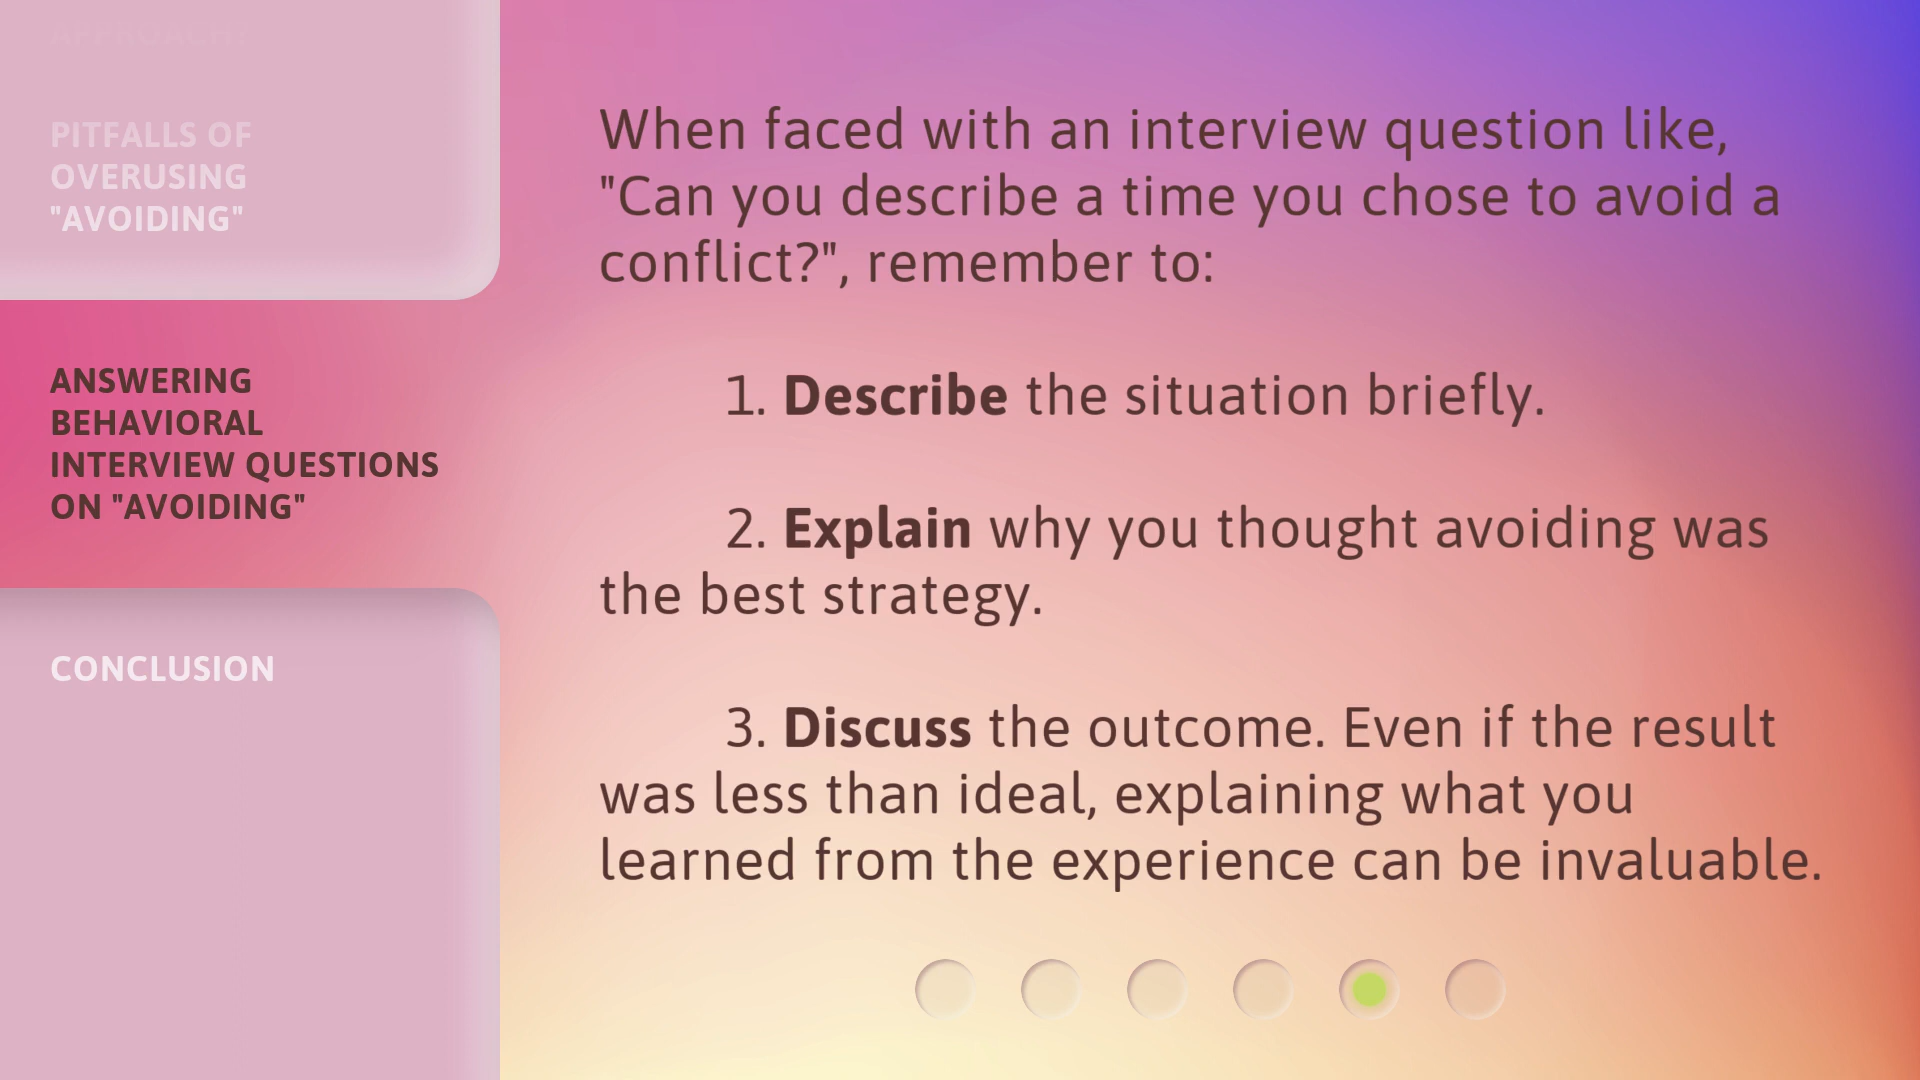 APPROACH?
PITFALLS OF
OVERUSING
"AVOIDING"
ANSWERING
BEHAVIORAL
INTERVIEW QUESTIONS
ON "AVOIDING"
CONCLUSION
When faced with an interview question like,
"Can you describe a time you chose to avoid a
conflict?", remember to:
1. Describe the situation briefly.
2. Explain why you thought avoiding was
the best strategy.
3. Discuss the outcome. Even if the result
was less than ideal, explaining what you
learned from the experience can be invaluable.